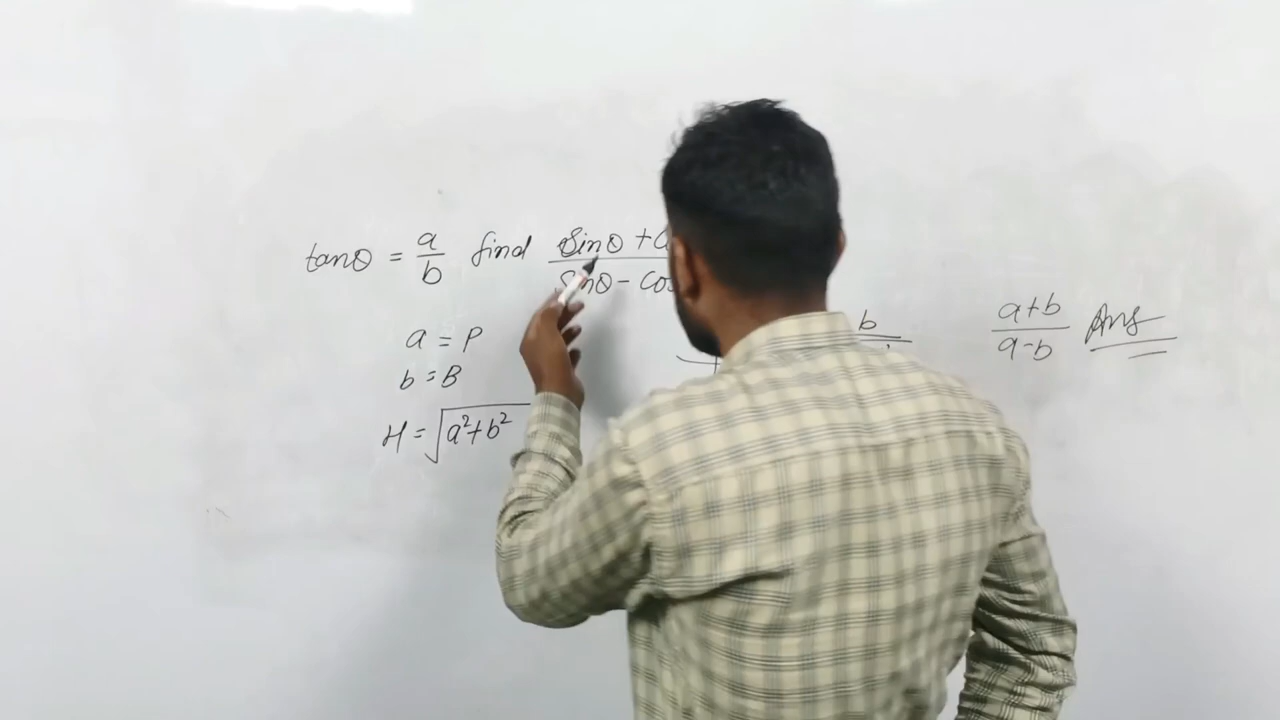 tanθ = a/b find sinθ +
sinθ - cos
a = P
b = B
H = √a²+b²
b
a+b/a-b Ans